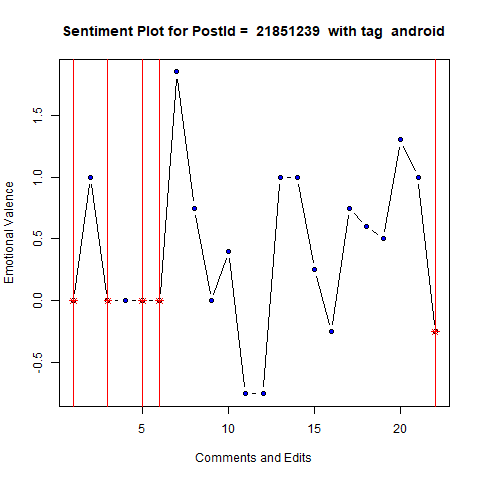 Sentiment Plot for PostId =  21851239  with tag  android
Emotional Valence
1.5
1.0
0.5
0.0
-0.5
5 10 15 20
Comments and Edits